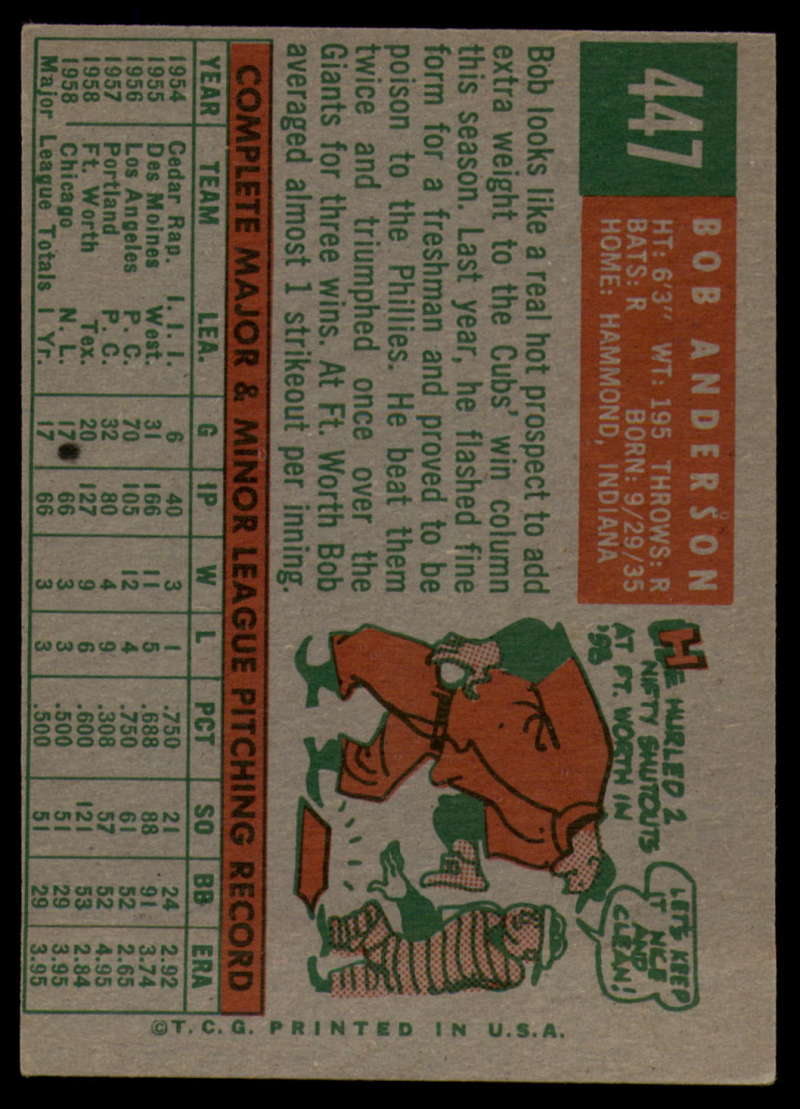 447
BOB ANDERSON
HT: 6'3" WT: 195 THROWS: R
BATS: R BORN: 9/29/35
HOME: HAMMOND, INDIANA
Bob looks like a real hot prospect to add
extra weight to the Cubs' win column
this season. Last year, he flashed fine
form for a freshman and proved to be
poison to the Phillies. He beat them
twice and triumphed once over the
Giants for three wins. At Ft. Worth Bob
averaged almost 1 strikeout per inning.
HE HURLED 2
NIFTY SHUTOUTS
AT FT. WORTH IN
'58
LET'S KEEP
IT NICE
AND
CLEAN!
COMPLETE MAJOR & MINOR LEAGUE PITCHING RECORD
YEAR TEAM LEA. G IP W L PCT SO BB ERA
1954 Cedar Rap. I. I. I. 6 40 3 1 .750 21 24 2.92
1955 Des Moines West. 31 166 11 5 .688 88 91 3.74
1956 Los Angeles P. C. 70 105 12 4 .750 61 52 2.65
1957 Portland P. C. 32 80 4 9 .308 57 52 4.95
1958 Ft. Worth Tex. 20 127 9 6 .600 121 53 2.84
1958 Chicago N. L. 17 66 3 3 .500 51 29 3.95
Major League Totals 1 Yr. 17 66 3 3 .500 51 29 3.95
©T.C.G. PRINTED IN U.S.A.